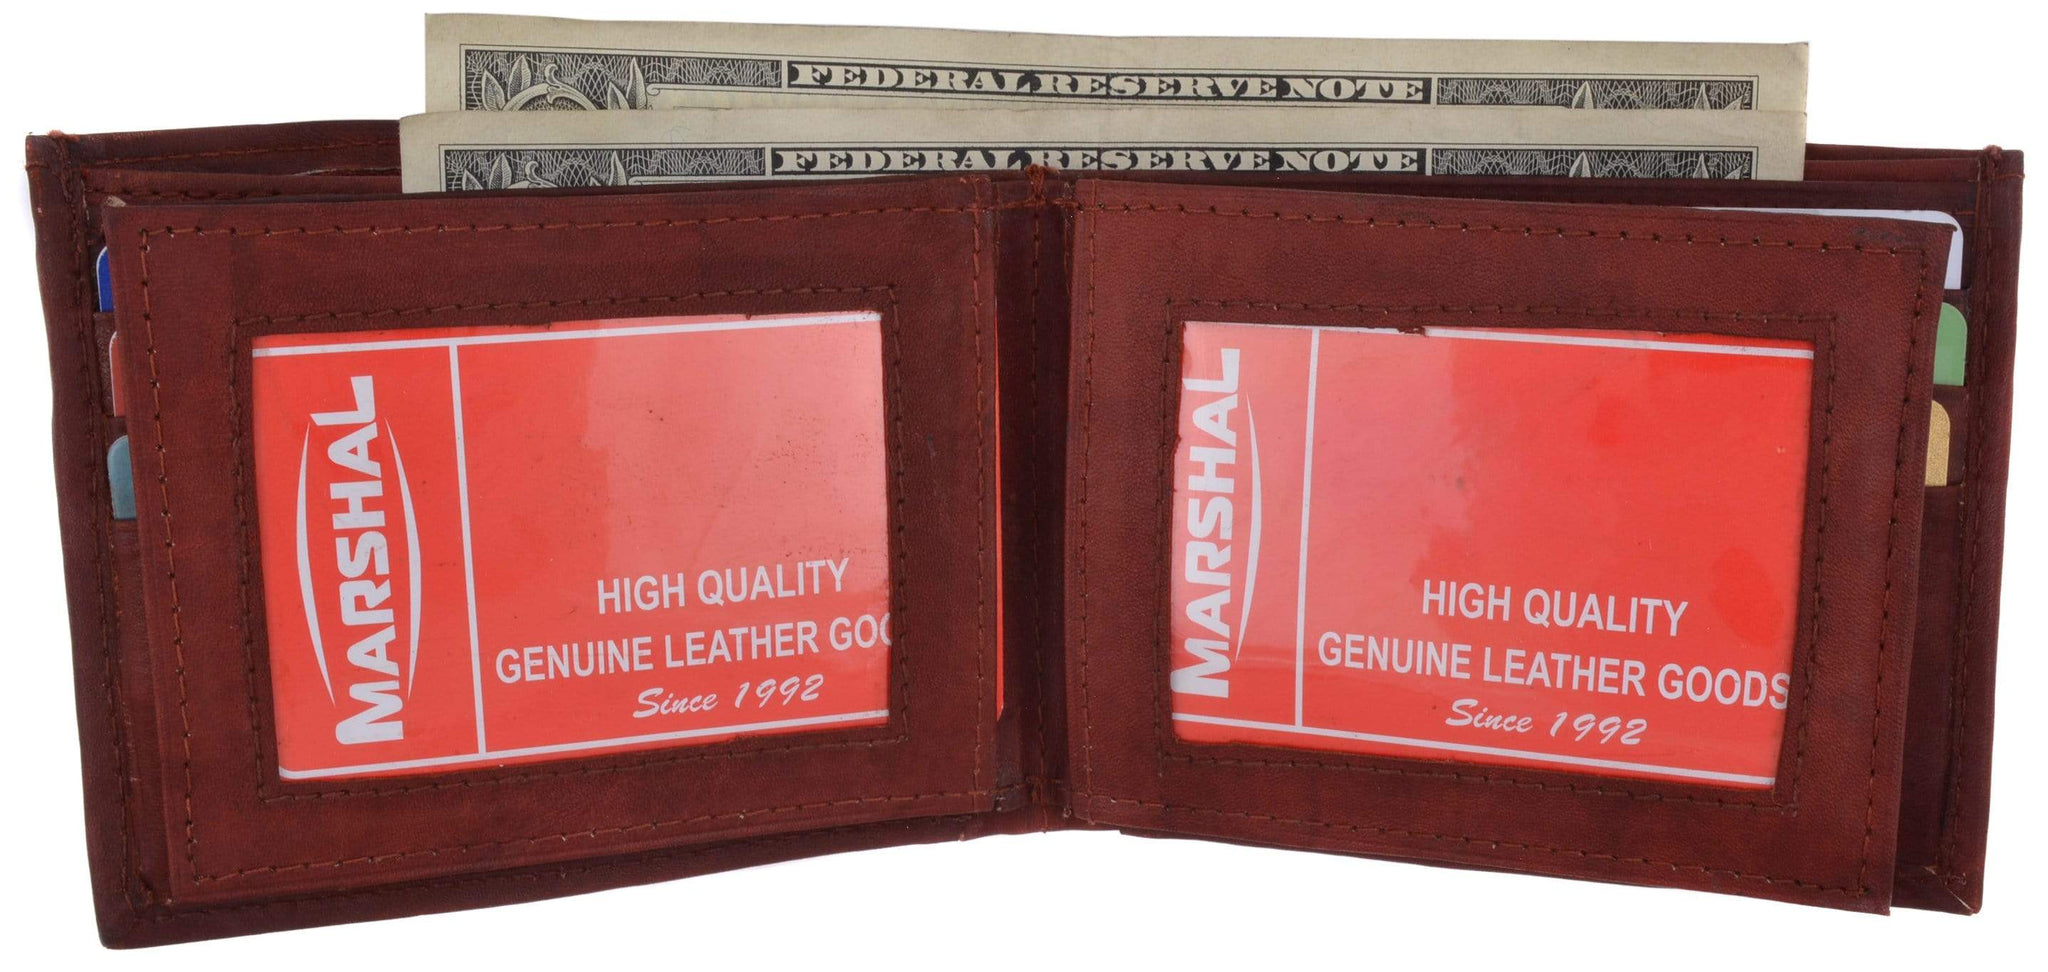 FEDERAL RESERVE NOTE
FEDERAL RESERVE NOTE
MARSHAL
HIGH QUALITY
GENUINE LEATHER GOO
Since 1992
MARSHAL
HIGH QUALITY
GENUINE LEATHER GOODS
Since 1992